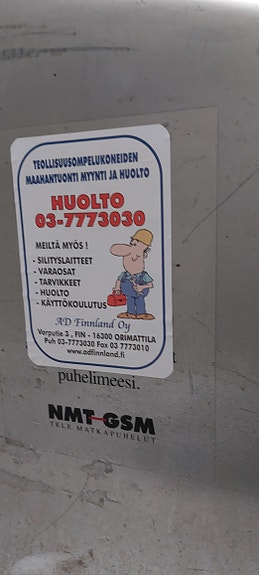 TEOLLISUUSOMPELUKONEIDEN
MAAHANTUONTI MYYNTI JA HUOLTO
HUOLTO
03-7773030
MEILTÄ MYÖS !
- SILITYSLAITTEET
- VARAOSAT
- TARVIKKEET
- HUOLTO
- KÄYTTÖKOULUTUS
AD Finnland Oy
Varputie 3 , FIN - 16300 ORIMATTILA
Puh 03-7773030 Fax 03 7773010
www.adfinnland.fi
puhelimeesi.
NMT-GSM
TELE MATKAPUHELUT